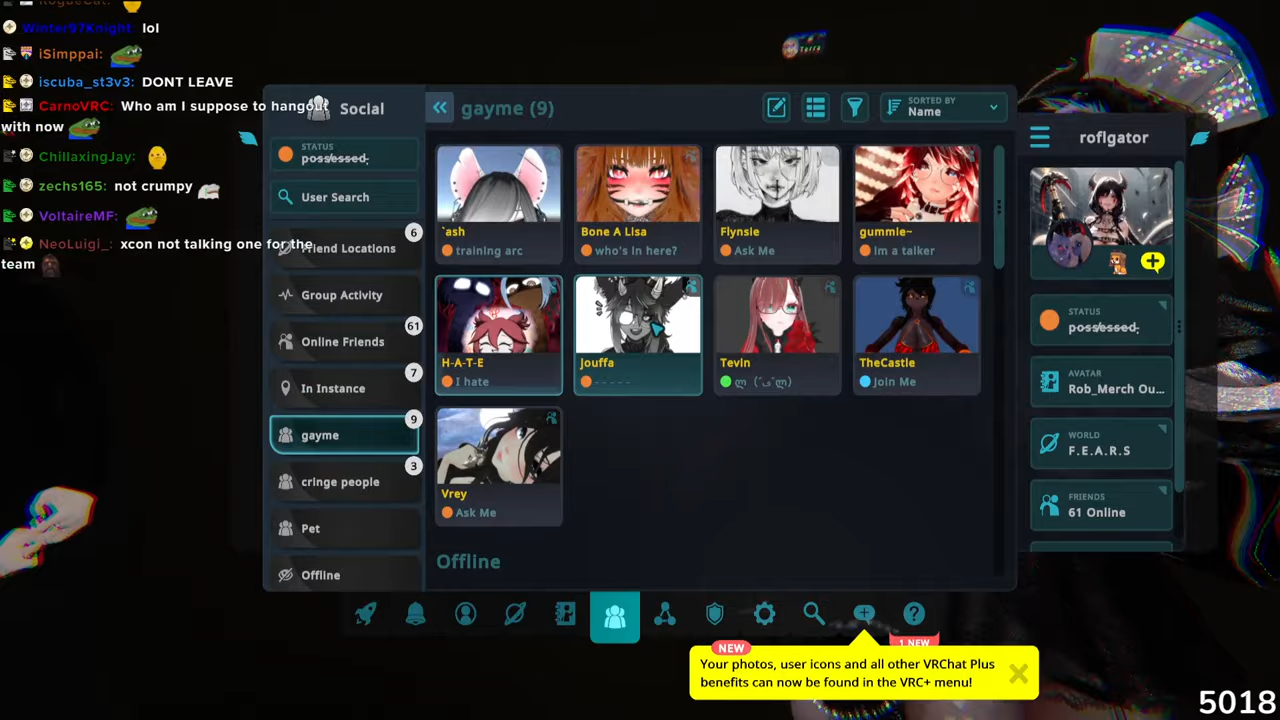 RogueCat:
Winter97Knight: lol
iSimppai:
iscuba_st3v3: DONT LEAVE
CarnoVRC: Who am I suppose to hangout
with now
ChillaxingJay:
zechs165: not crumpy
VoltaireMF:
NeoLuigi_: xcon not talking one for the
team
Terra
Social
STATUS
possessed,
User Search
Friend Locations
6
Group Activity
Online Friends
61
In Instance
7
gayme
9
cringe people
3
Pet
Offline
gayme (9)
SORTED BY
Name
`ash
training arc
Bone A Lisa
who's in here?
Flynsie
Ask Me
gummie~
Im a talker
H-A-T-E
I hate
Jouffa
- - - - -
Tevin
TheCastle
Join Me
Vrey
Ask Me
Offline
roflgator
STATUS
possessed,
AVATAR
Rob_Merch Ou...
WORLD
F.E.A.R.S
FRIENDS
61 Online
NEW
1 NEW
Your photos, user icons and all other VRChat Plus
benefits can now be found in the VRC+ menu!
5018